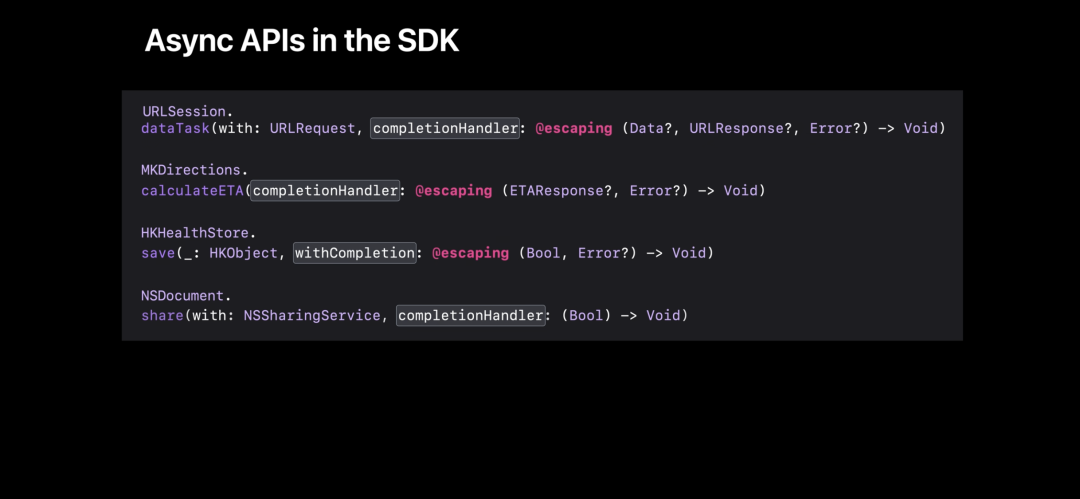 Async APIs in the SDK
URLSession.
dataTask(with: URLRequest, completionHandler: @escaping (Data?, URLResponse?, Error?) -> Void)
MKDirections.
calculateETA(completionHandler: @escaping (ETAResponse?, Error?) -> Void)
HKHealthStore.
save(_: HKObject, withCompletion: @escaping (Bool, Error?) -> Void)
NSDocument.
share(with: NSSharingService, completionHandler: (Bool) -> Void)